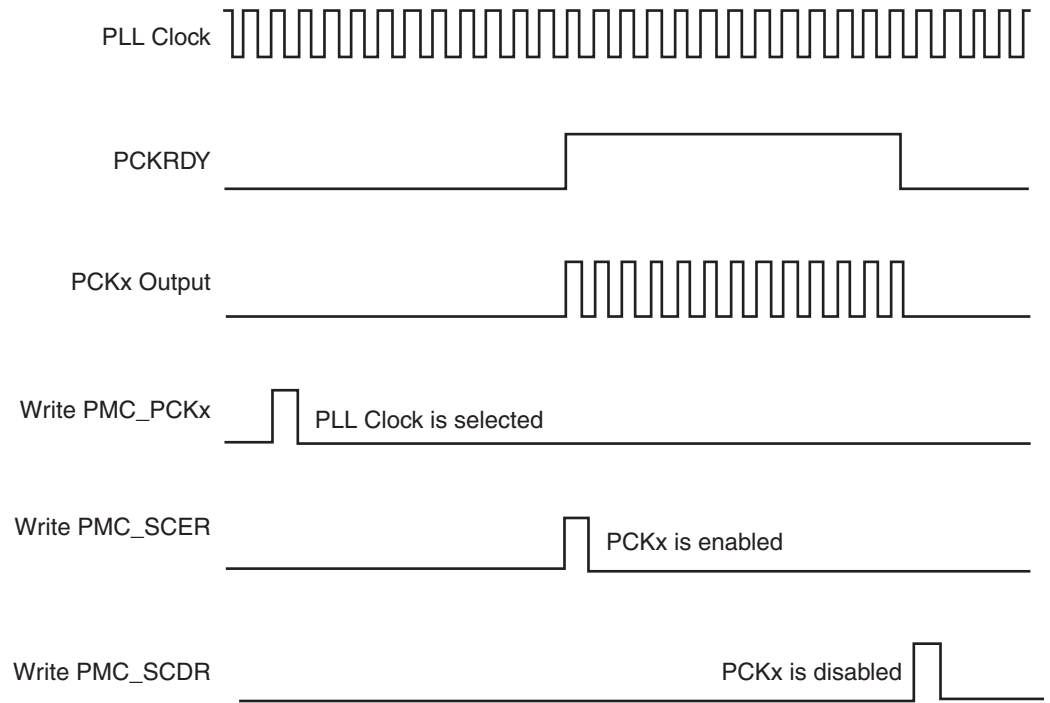 PLL Clock
PCKRDY
PCKx Output
Write PMC_PCKx
PLL Clock is selected
Write PMC_SCER
PCKx is enabled
Write PMC_SCDR
PCKx is disabled